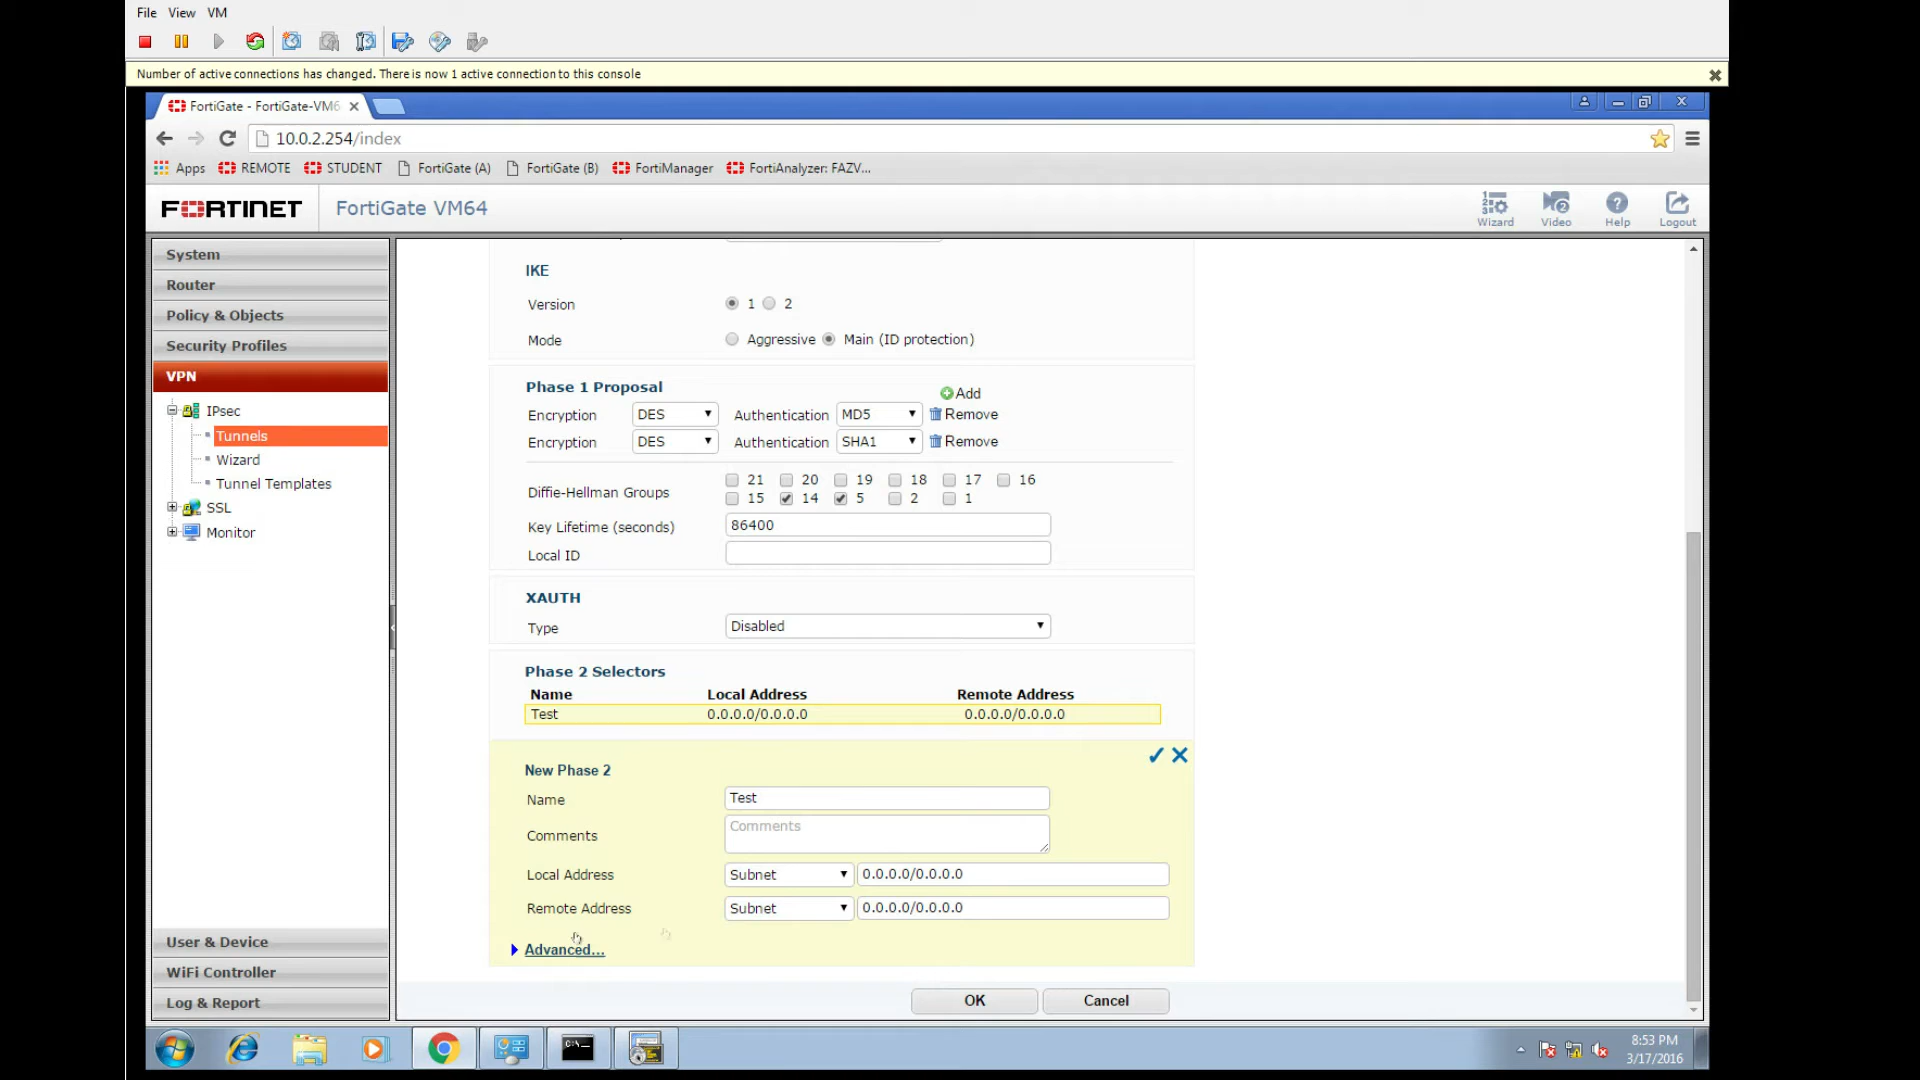 File View VM
Number of active connections has changed. There is now 1 active connection to this console
FortiGate - FortiGate-VM6
10.0.2.254/index
Apps REMOTE STUDENT FortiGate (A) FortiGate (B) FortiManager FortiAnalyzer: FAZV...
FORTINET FortiGate VM64
Wizard Video Help Logout
System
Router
Policy & Objects
Security Profiles
VPN
IPsec
Tunnels
Wizard
Tunnel Templates
SSL
Monitor
User & Device
WiFi Controller
Log & Report
IKE
Version 1 2
Mode Aggressive Main (ID protection)
Phase 1 Proposal Add
Encryption DES Authentication MD5 Remove
Encryption DES Authentication SHA1 Remove
Diffie-Hellman Groups
21 20 19 18 17 16
15 14 5 2 1
Key Lifetime (seconds) 86400
Local ID
XAUTH
Type Disabled
Phase 2 Selectors
Name Local Address Remote Address
Test 0.0.0.0/0.0.0.0 0.0.0.0/0.0.0.0
New Phase 2
Name Test
Comments Comments
Local Address Subnet 0.0.0.0/0.0.0.0
Remote Address Subnet 0.0.0.0/0.0.0.0
Advanced...
OK Cancel
8:53 PM
3/17/2016